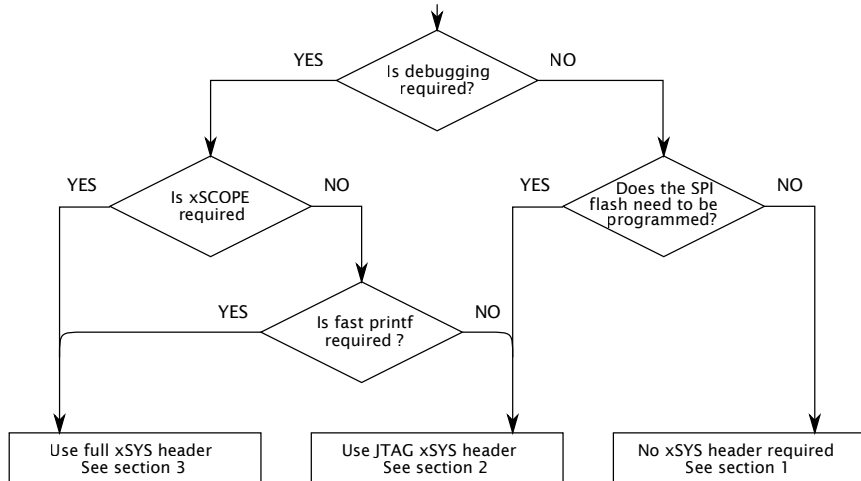 YES
Is debugging
required?
NO
YES
Is xSCOPE
required
NO
YES
Does the SPI
flash need to be
programmed?
NO
YES
Is fast printf
required ?
NO
Use full xSYS header
See section 3
Use JTAG xSYS header
See section 2
No xSYS header required
See section 1